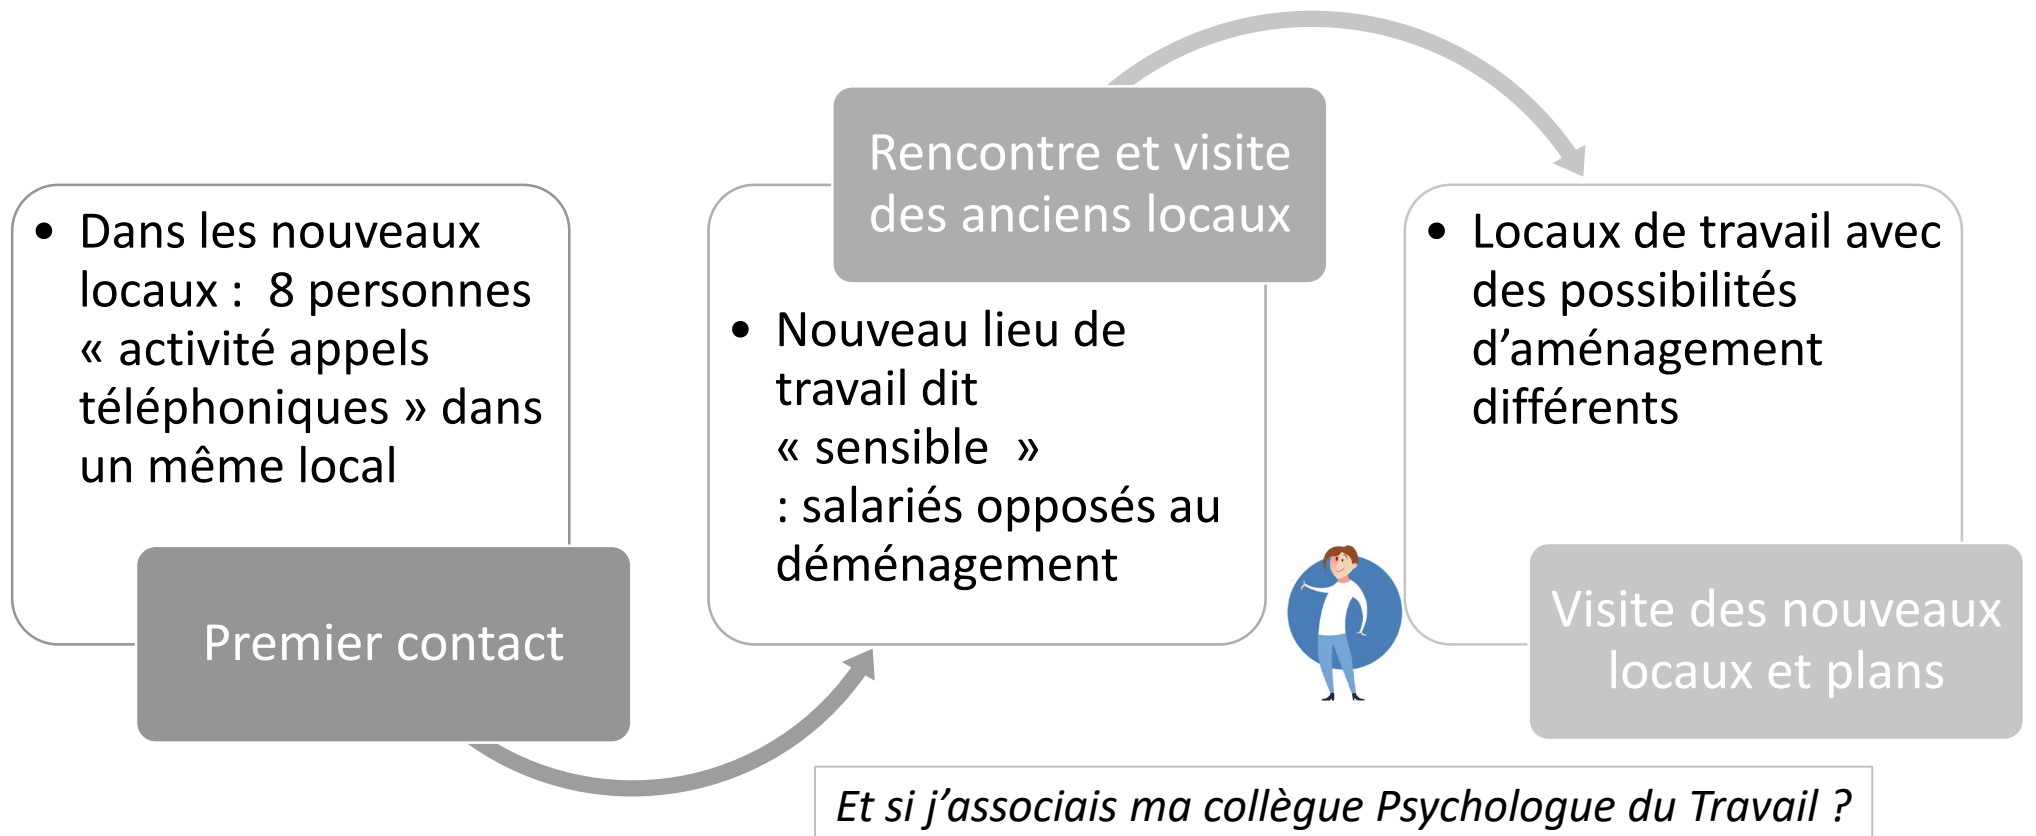 • Dans les nouveaux
locaux :  8 personnes
« activité appels
téléphoniques » dans
un même local
Premier contact
Rencontre et visite
des anciens locaux
• Nouveau lieu de
travail dit
« sensible  »
: salariés opposés au
déménagement
• Locaux de travail avec
des possibilités
d’aménagement
différents
Visite des nouveaux
locaux et plans
Et si j’associais ma collègue Psychologue du Travail ?